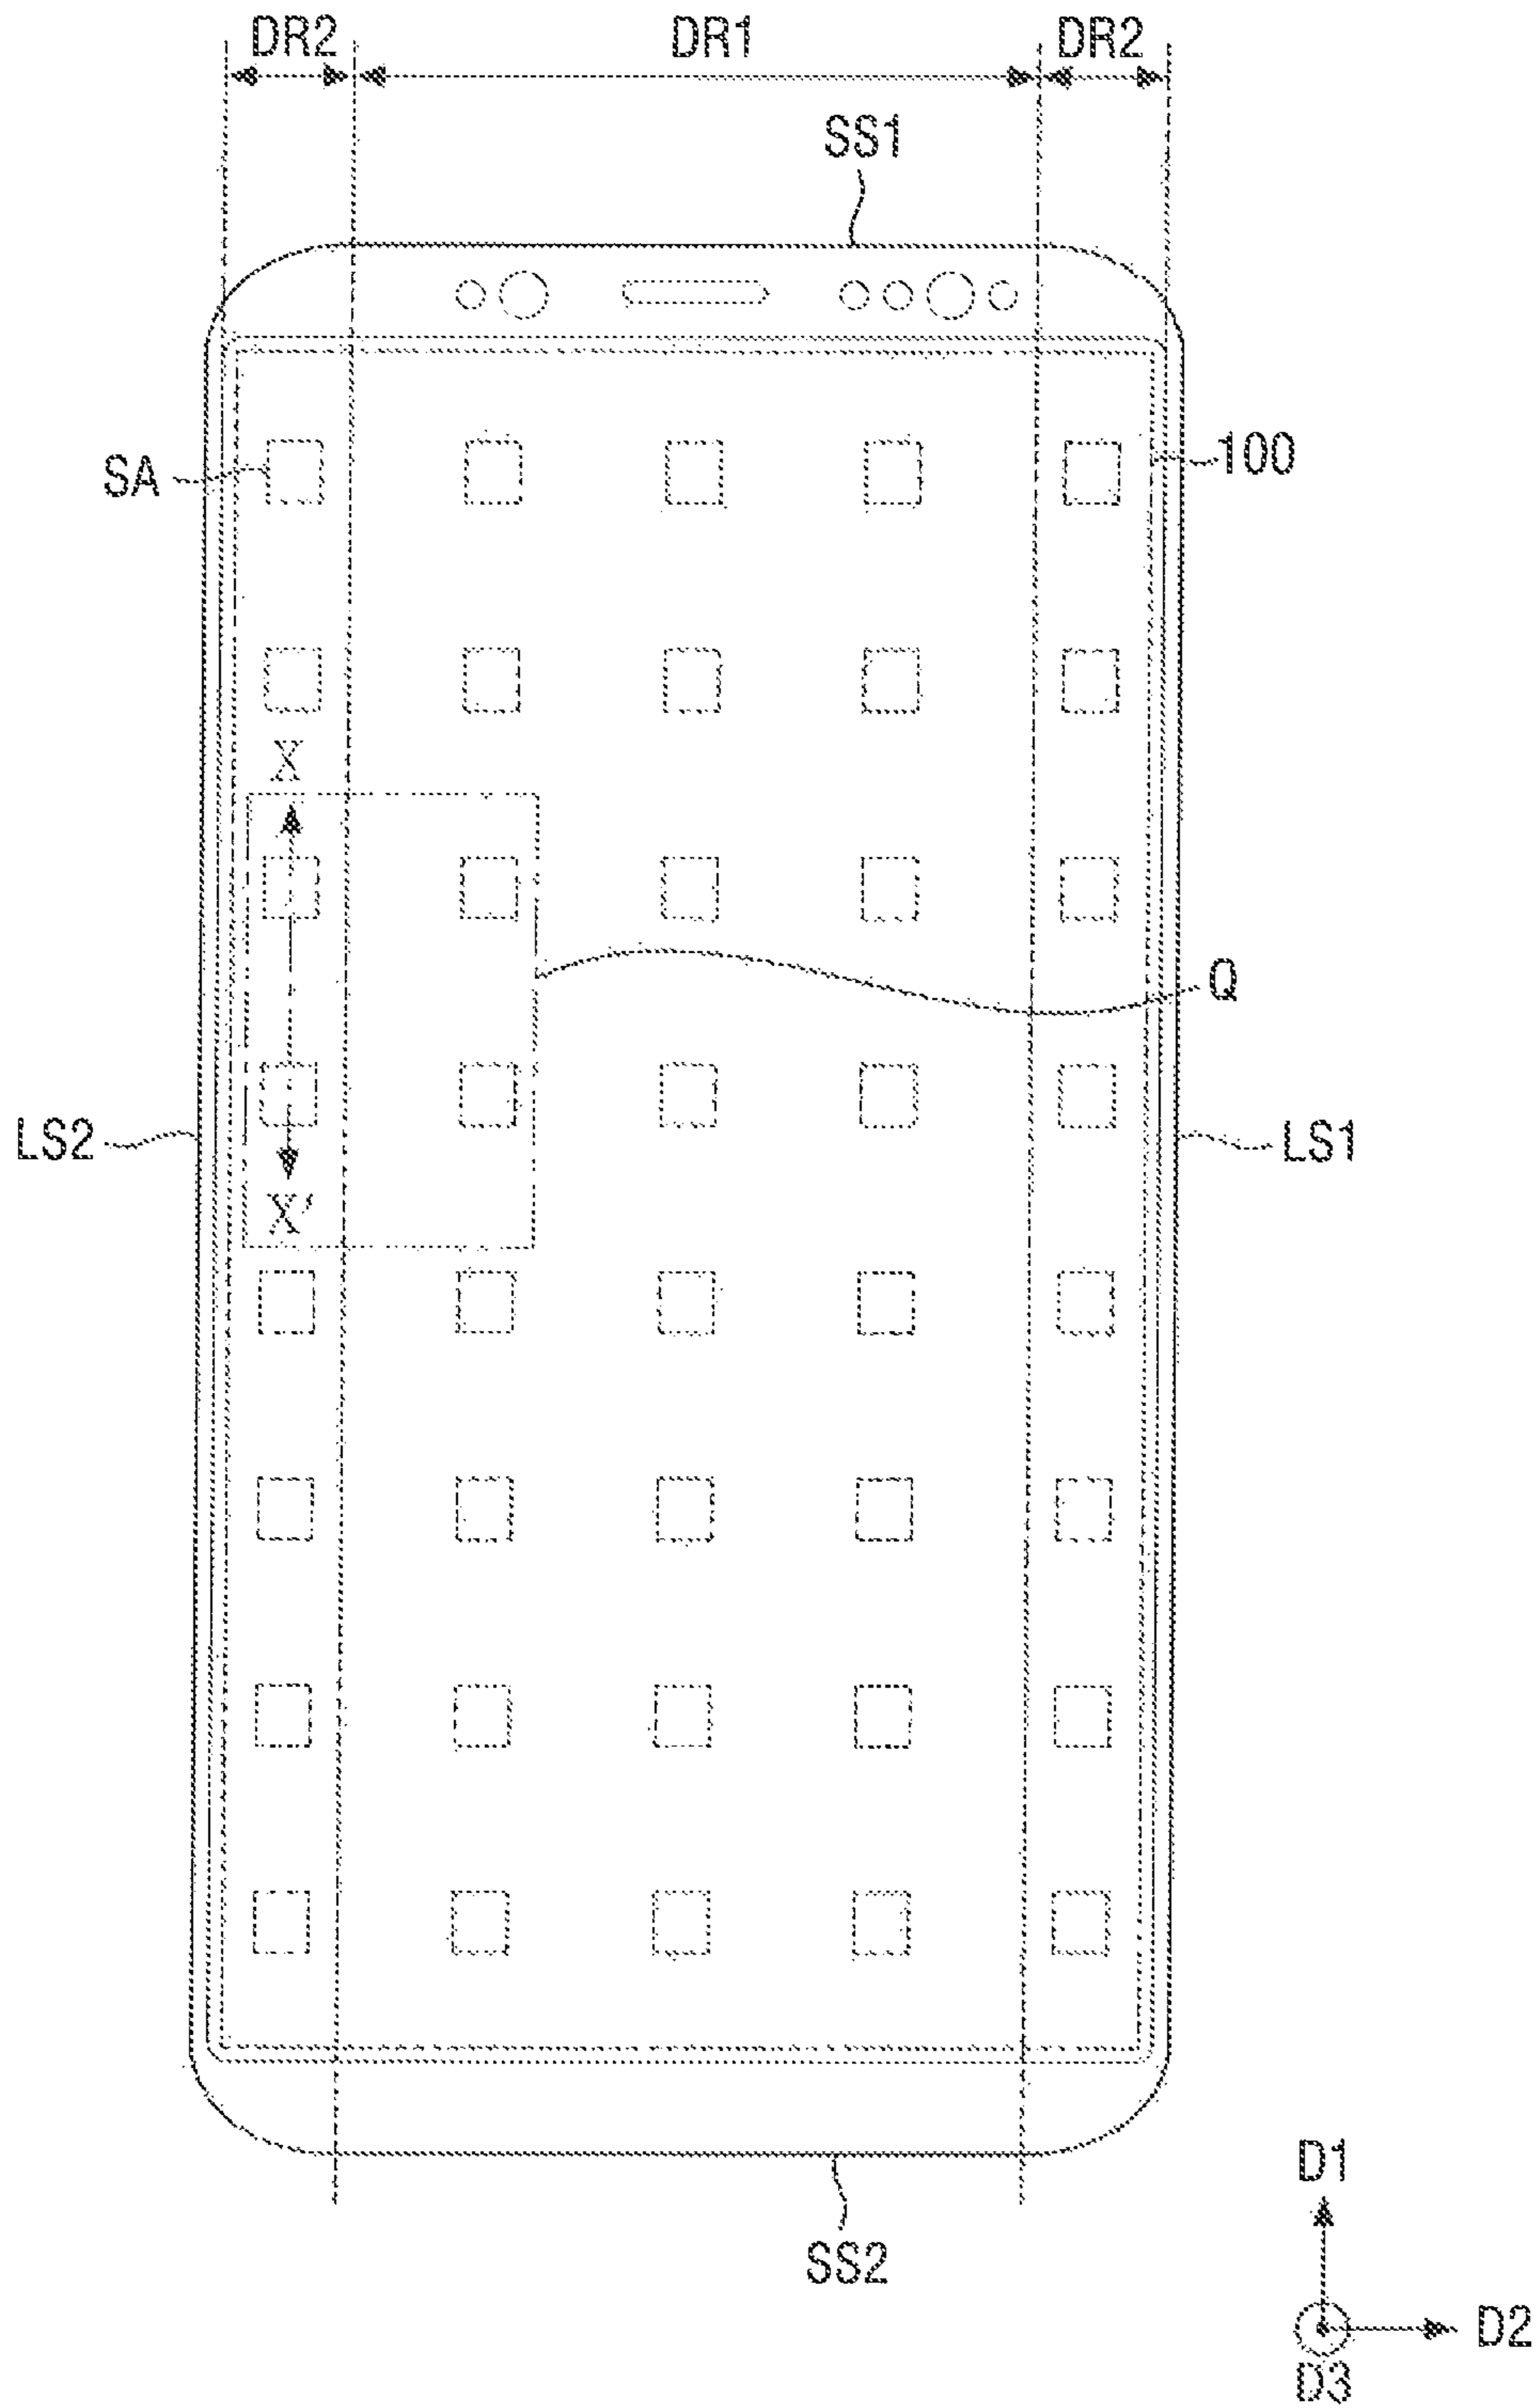 DR2 DR1 DR2
SS1
SA 100
X
Q
LS2 LS1
X'
D1
SS2
D2
D3